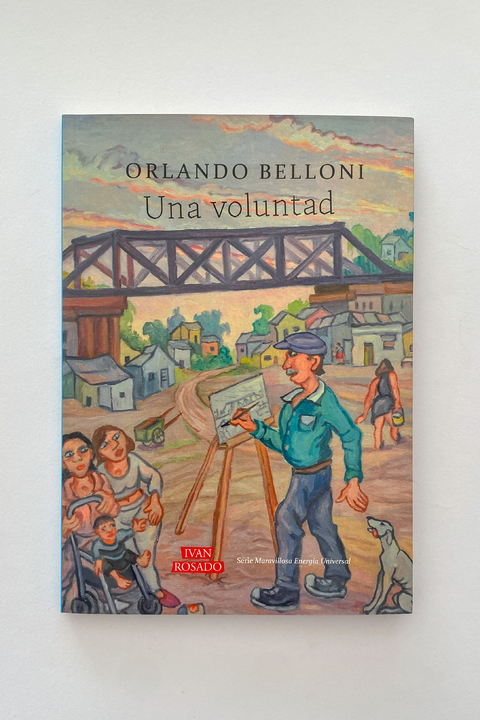 ORLANDO BELLONI
Una voluntad
IVAN
ROSADO
Serie Maravillosa Energía Universal